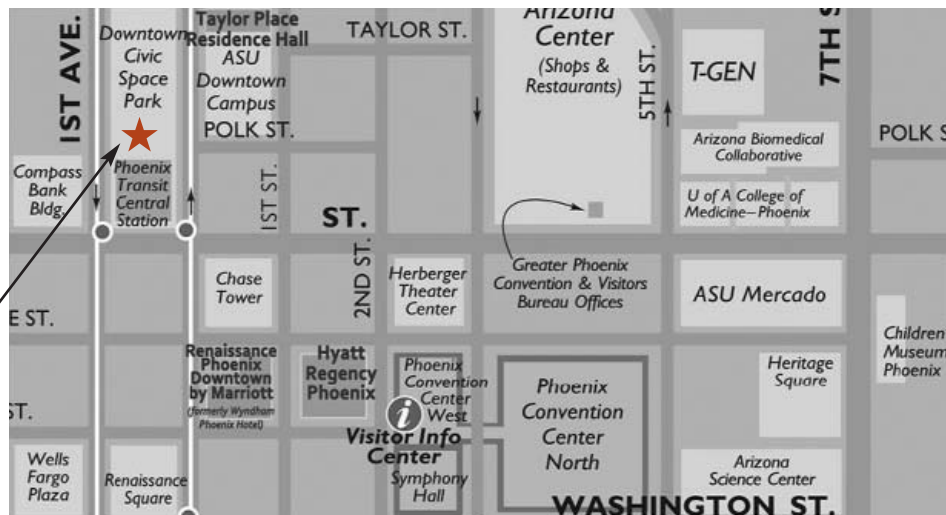 1ST AVE.
Downtown
Civic
Space
Park
Taylor Place
Residence Hall
ASU
Downtown
Campus
POLK ST.
TAYLOR ST.
Arizona
Center
(Shops &
Restaurants)
5TH ST.
T-GEN
7TH S
POLK S
Arizona Biomedical
Collaborative
U of A College of
Medicine–Phoenix
Compass
Bank
Bldg.
Phoenix
Transit
Central
Station
1ST ST.
ST.
2ND ST.
Chase
Tower
Herberger
Theater
Center
Greater Phoenix
Convention & Visitors
Bureau Offices
ASU Mercado
E ST.
Renaissance
Phoenix
Downtown
by Marriott
(formerly Wyndham
Phoenix Hotel)
Hyatt
Regency
Phoenix
Phoenix
Convention
Center
West
i
Visitor Info
Center
Symphony
Hall
Phoenix
Convention
Center
North
Heritage
Square
Children
Museum
Phoenix
ST.
Wells
Fargo
Plaza
Renaissance
Square
Arizona
Science Center
WASHINGTON ST.